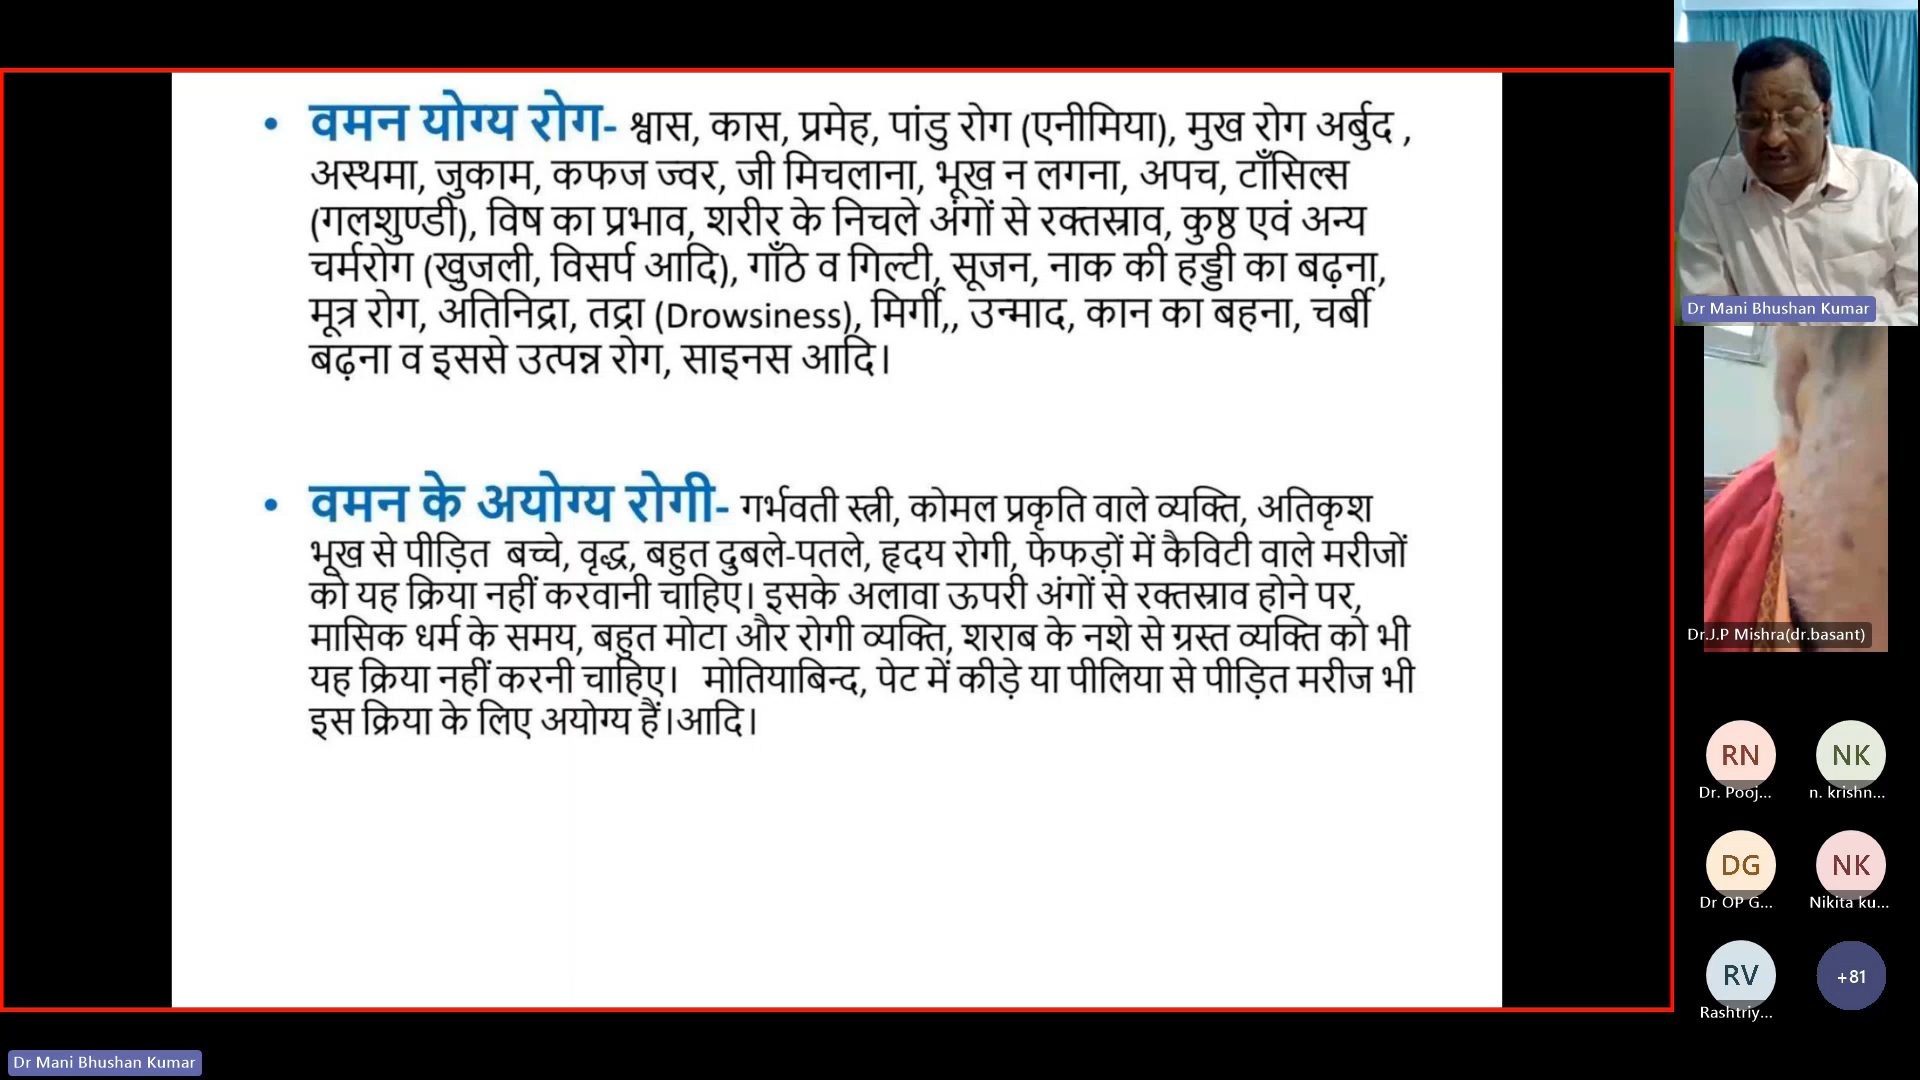 • वमन योग्य रोग- श्वास, कास, प्रमेह, पांडु रोग (एनीमिया), मुख रोग अर्बुद ,
अस्थमा, जुकाम, कफज ज्वर, जी मिचलाना, भूख न लगना, अपच, टाँसिल्स
(गलशुण्डी), विष का प्रभाव, शरीर के निचले अंगों से रक्तस्राव, कुष्ठ एवं अन्य
चर्मरोग (खुजली, विसर्प आदि), गाँठे व गिल्टी, सूजन, नाक की हड्डी का बढ़ना,
मूत्र रोग, अतिनिद्रा, तद्रा (Drowsiness), मिर्गी,, उन्माद, कान का बहना, चर्बी
बढ़ना व इससे उत्पन्न रोग, साइनस आदि।
• वमन के अयोग्य रोगी- गर्भवती स्त्री, कोमल प्रकृति वाले व्यक्ति, अतिकृश
भूख से पीड़ित बच्चे, वृद्ध, बहुत दुबले-पतले, हृदय रोगी, फेफड़ों में कैविटी वाले मरीजों
को यह क्रिया नहीं करवानी चाहिए। इसके अलावा ऊपरी अंगों से रक्तस्राव होने पर,
मासिक धर्म के समय, बहुत मोटा और रोगी व्यक्ति, शराब के नशे से ग्रस्त व्यक्ति को भी
यह क्रिया नहीं करनी चाहिए। मोतियाबिन्द, पेट में कीड़े या पीलिया से पीड़ित मरीज भी
इस क्रिया के लिए अयोग्य हैं।आदि।
Dr Mani Bhushan Kumar
Dr.J.P Mishra(dr.basant)
RN NK
Dr. Pooj... n. krishn...
DG NK
Dr OP G... Nikita ku...
RV +81
Rashtriy...
Dr Mani Bhushan Kumar